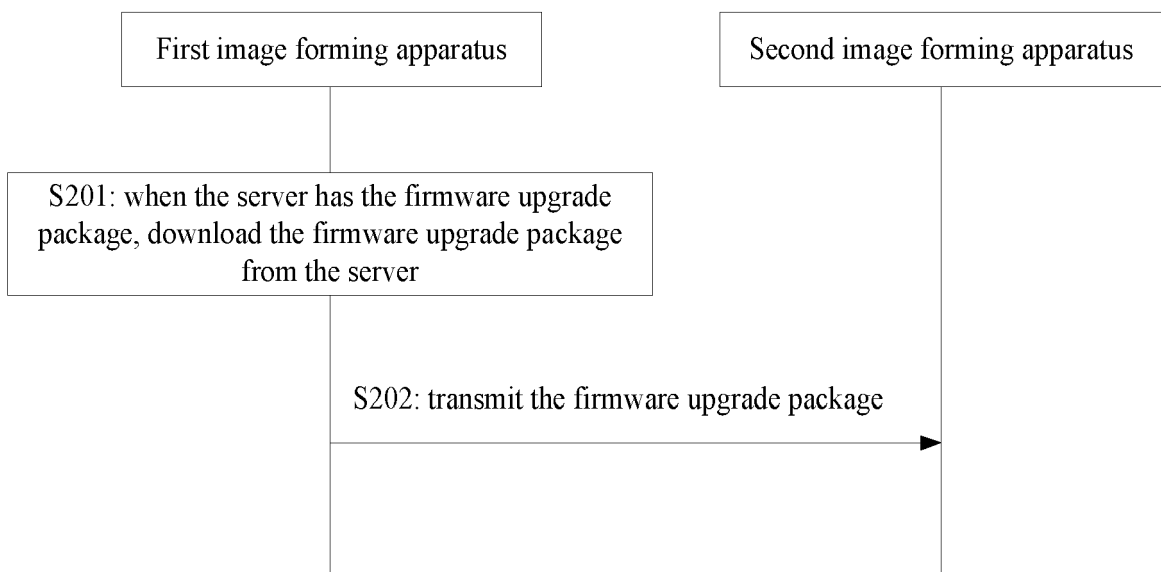 First image forming apparatus
Second image forming apparatus
S201: when the server has the firmware upgrade
package, download the firmware upgrade package
from the server
S202: transmit the firmware upgrade package